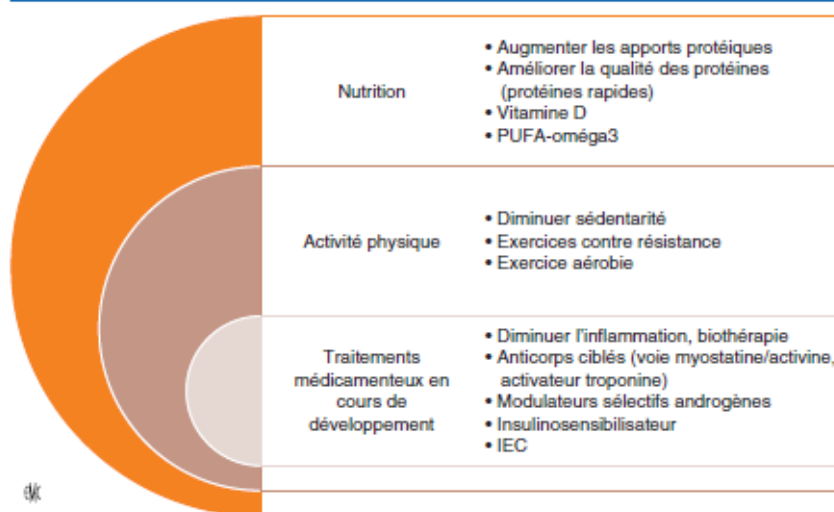 Nutrition
• Augmenter les apports protéiques
• Améliorer la qualité des protéines
(protéines rapides)
• Vitamine D
• PUFA-oméga3
Activité physique
• Diminuer sédentarité
• Exercices contre résistance
• Exercice aérobie
Traitements
médicamenteux en
cours de
développement
• Diminuer l'inflammation, biothérapie
• Anticorps ciblés (voie myostatine/activine,
activateur troponine)
• Modulateurs sélectifs androgènes
• Insulinosensibilisateur
• IEC